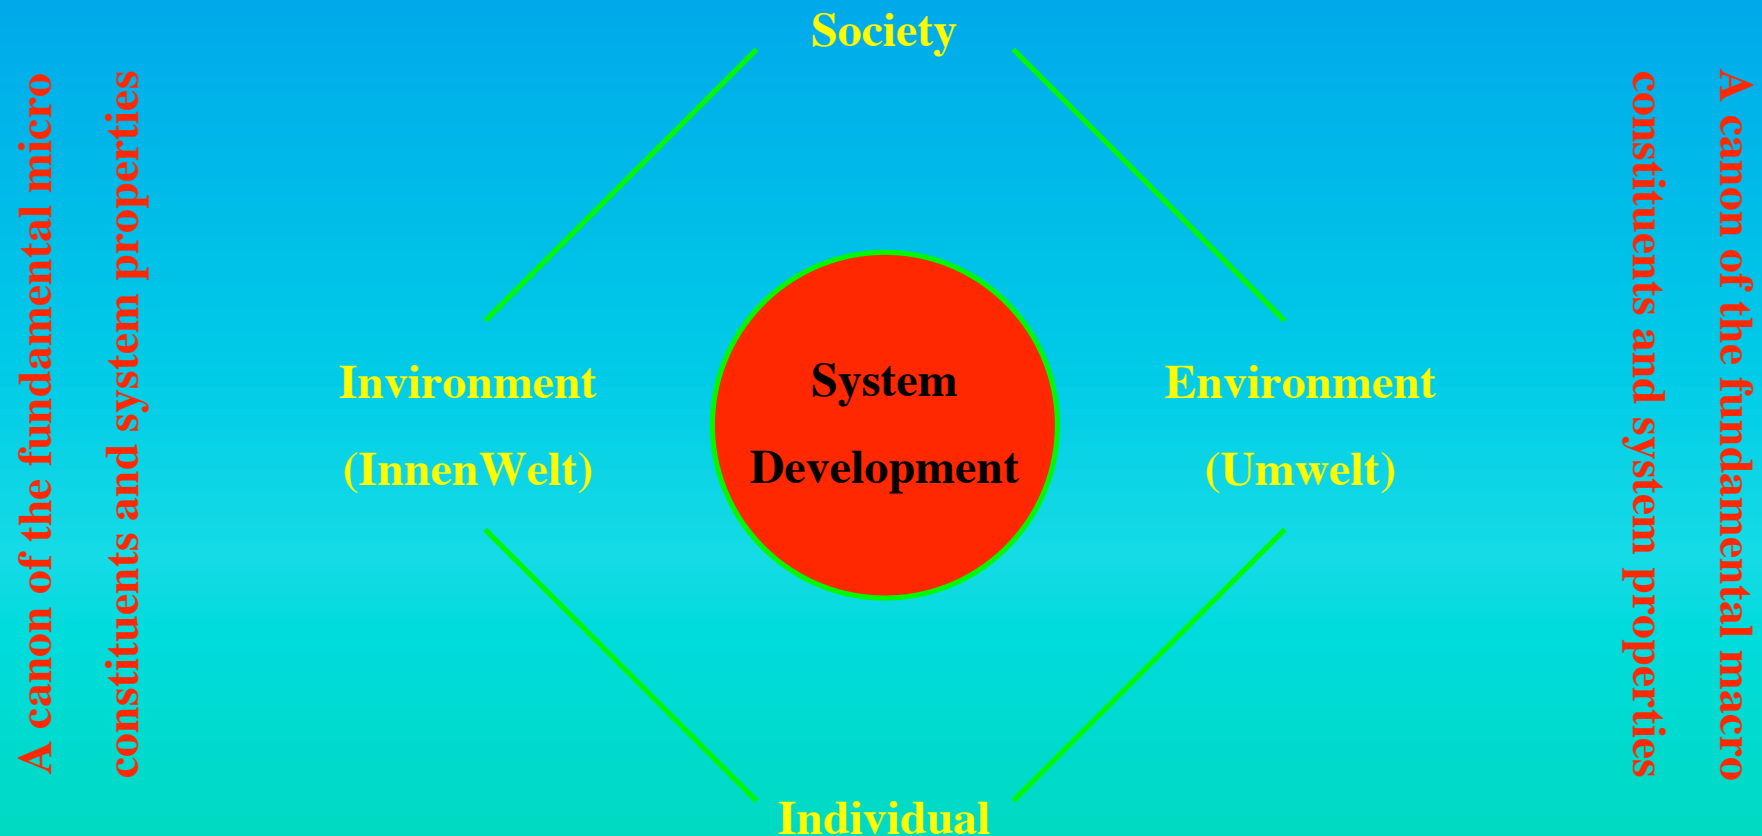 Society
A canon of the fundamental micro
constituents and system properties
Invironment
(InnenWelt)
System
Development
Environment
(Umwelt)
A canon of the fundamental macro
constituents and system properties
Individual